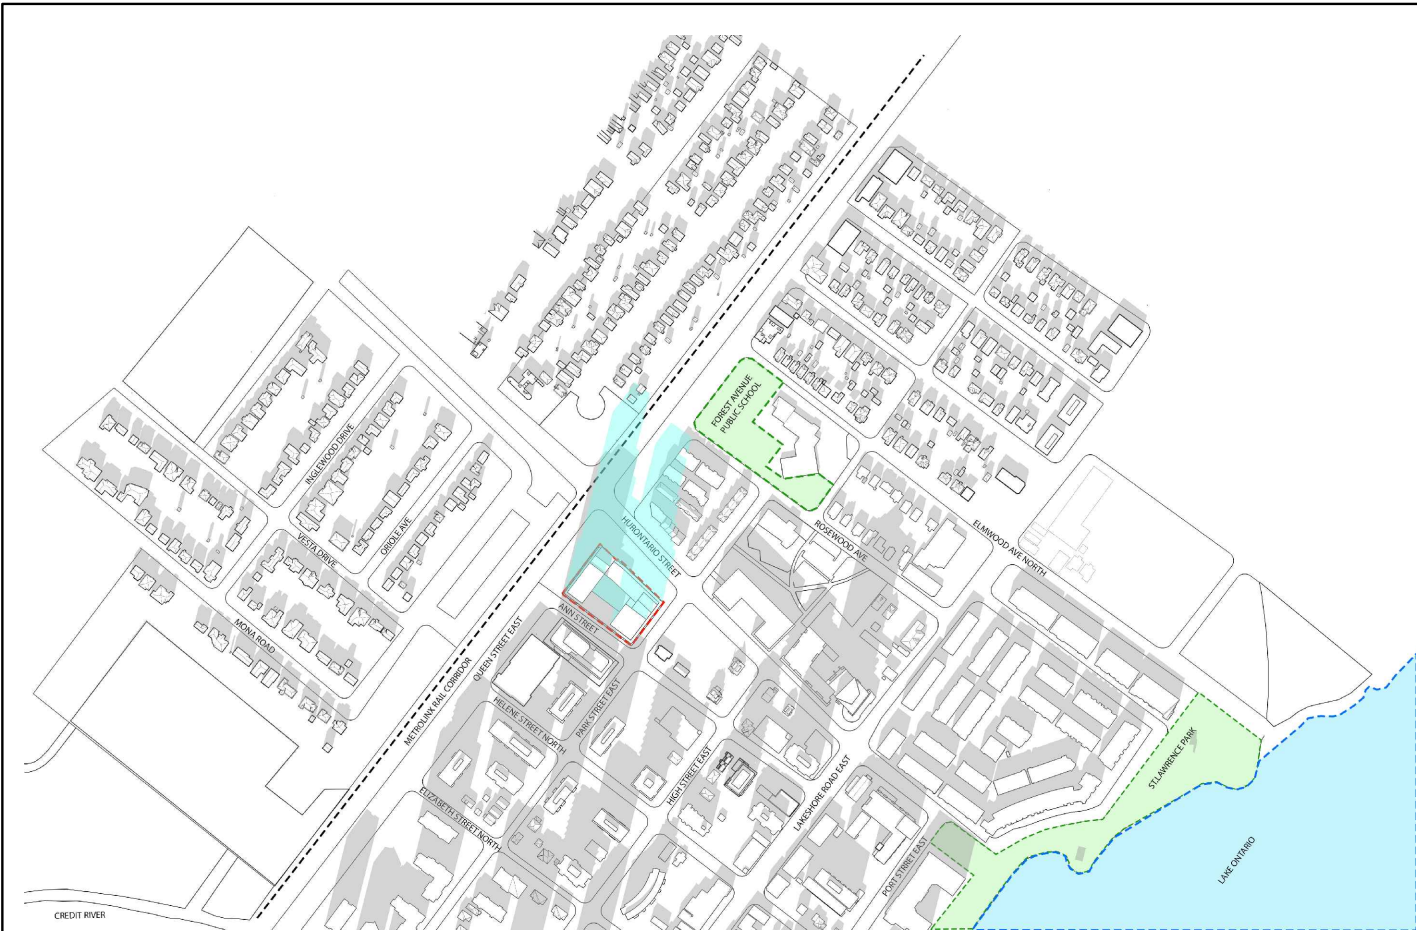 FOREST AVENUE
PUBLIC SCHOOL
INGLEWOOD DRIVE
ORIOLE AVE
VESTA DRIVE
MONA ROAD
HURONTARIO STREET
ROSEWOOD AVE
ELMWOOD AVE NORTH
ANN STREET
QUEEN STREET EAST
METROLINX RAIL CORRIDOR
HELENE STREET NORTH
PARK STREET EAST
HIGH STREET EAST
ELIZABETH STREET NORTH
LAKESHORE ROAD EAST
PORT STRRET EAST
ST.LAWRENCE PARK
LAKE ONTARIO
CREDIT RIVER